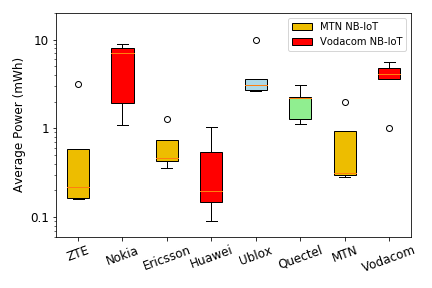 MTN NB-IoT
Vodacom NB-IoT
Average Power (mWh)
10
1
0.1
ZTE
Nokia
Ericsson
Huawei
Ublox
Quectel
MTN
Vodacom